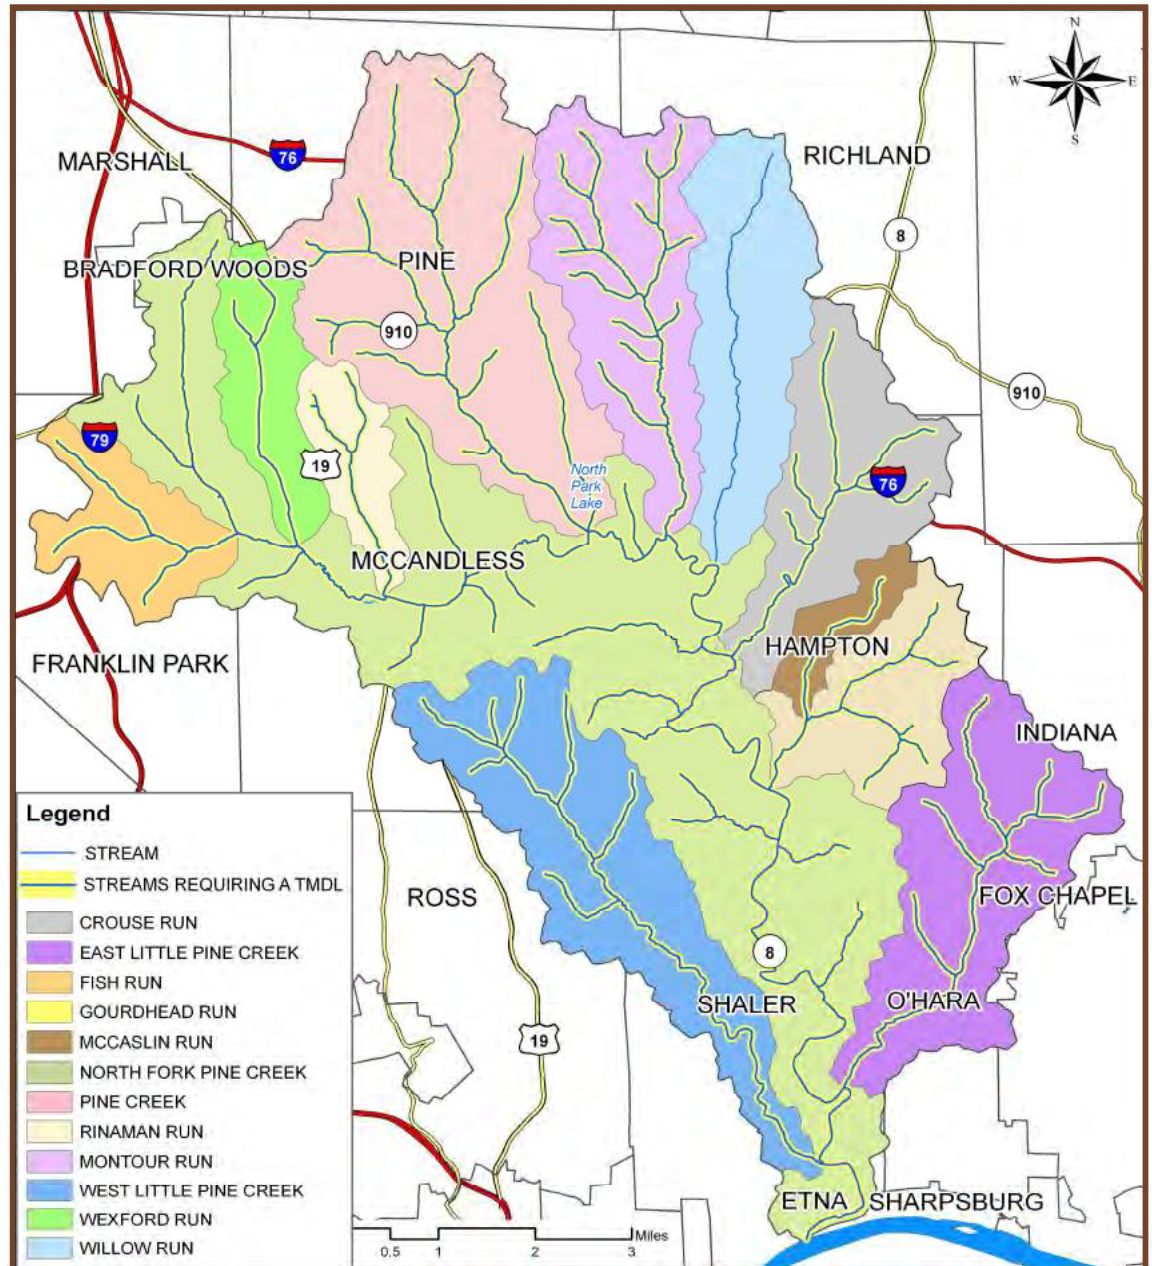 N
W E
S
76
MARSHALL
RICHLAND
8
BRADFORD WOODS
PINE
910
910
79
19
North
Park
Lake
76
MCCANDLESS
HAMPTON
FRANKLIN PARK
INDIANA
ROSS
FOX CHAPEL
8
SHALER
O'HARA
19
ETNA
SHARPSBURG
Legend
STREAM
STREAMS REQUIRING A TMDL
CROUSE RUN
EAST LITTLE PINE CREEK
FISH RUN
GOURDHEAD RUN
MCCASLIN RUN
NORTH FORK PINE CREEK
PINE CREEK
RINAMAN RUN
MONTOUR RUN
WEST LITTLE PINE CREEK
WEXFORD RUN
WILLOW RUN
Miles
0.5 1 2 3